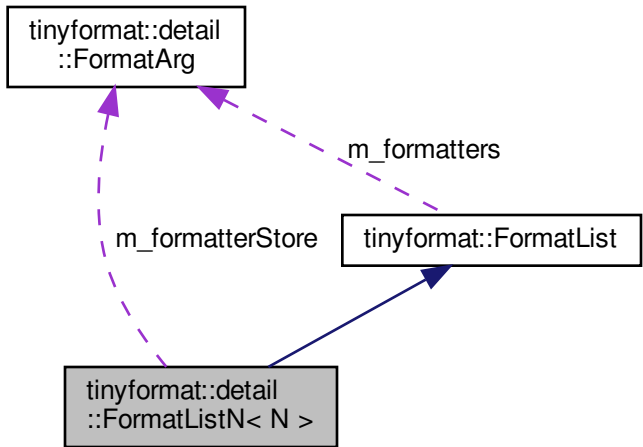 tinyformat::detail
::FormatArg
m_formatters
m_formatterStore
tinyformat::FormatList
tinyformat::detail
::FormatListN< N >